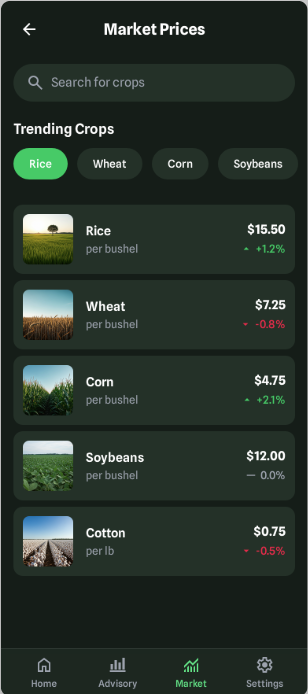 Market Prices
Search for crops
Trending Crops
Rice Wheat Corn Soybeans
Rice $15.50
per bushel +1.2%
Wheat $7.25
per bushel -0.8%
Corn $4.75
per bushel +2.1%
Soybeans $12.00
per bushel — 0.0%
Cotton $0.75
per lb -0.5%
Home Advisory Market Settings